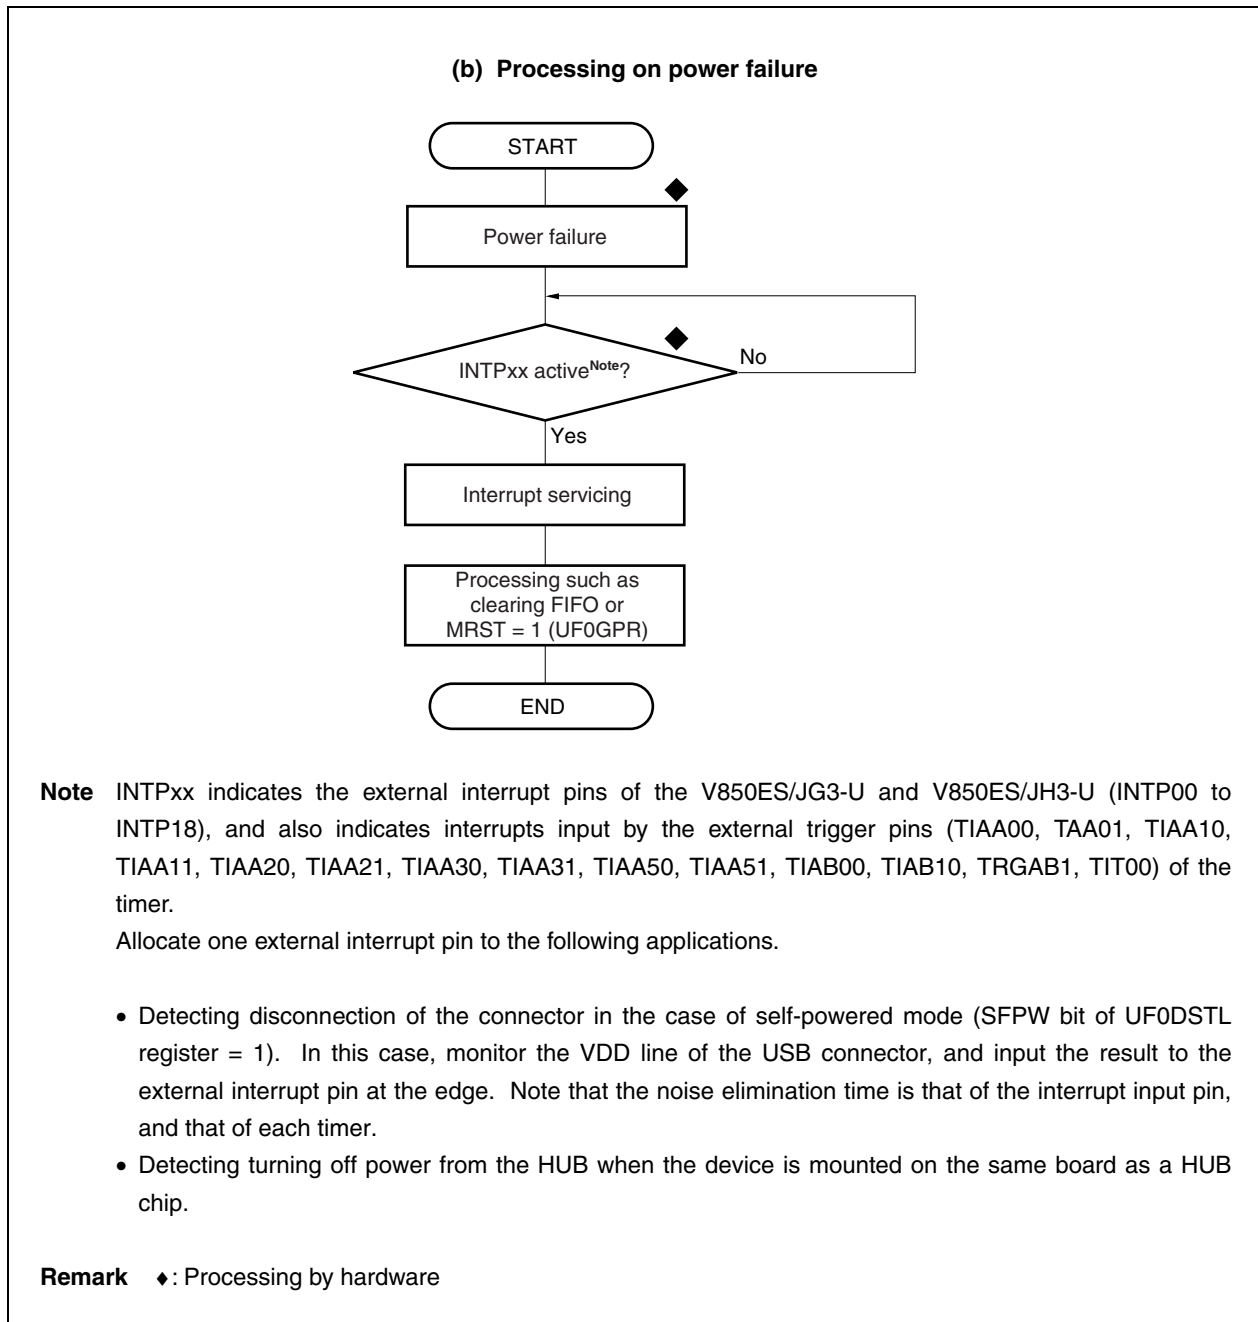 (b) Processing on power failure
START
Power failure
INTPxx active Note?
No
Yes
Interrupt servicing
Processing such as
clearing FIFO or
MRST = 1 (UF0GPR)
END
Note INTPxx indicates the external interrupt pins of the V850ES/JG3-U and V850ES/JH3-U (INTP00 to
INTP18), and also indicates interrupts input by the external trigger pins (TIAA00, TAA01, TIAA10,
TIAA11, TIAA20, TIAA21, TIAA30, TIAA31, TIAA50, TIAA51, TIAB00, TIAB10, TRGAB1, TIT00) of the
timer.
Allocate one external interrupt pin to the following applications.
• Detecting disconnection of the connector in the case of self-powered mode (SFPW bit of UF0DSTL
register = 1). In this case, monitor the VDD line of the USB connector, and input the result to the
external interrupt pin at the edge. Note that the noise elimination time is that of the interrupt input pin,
and that of each timer.
• Detecting turning off power from the HUB when the device is mounted on the same board as a HUB
chip.
Remark ♦: Processing by hardware